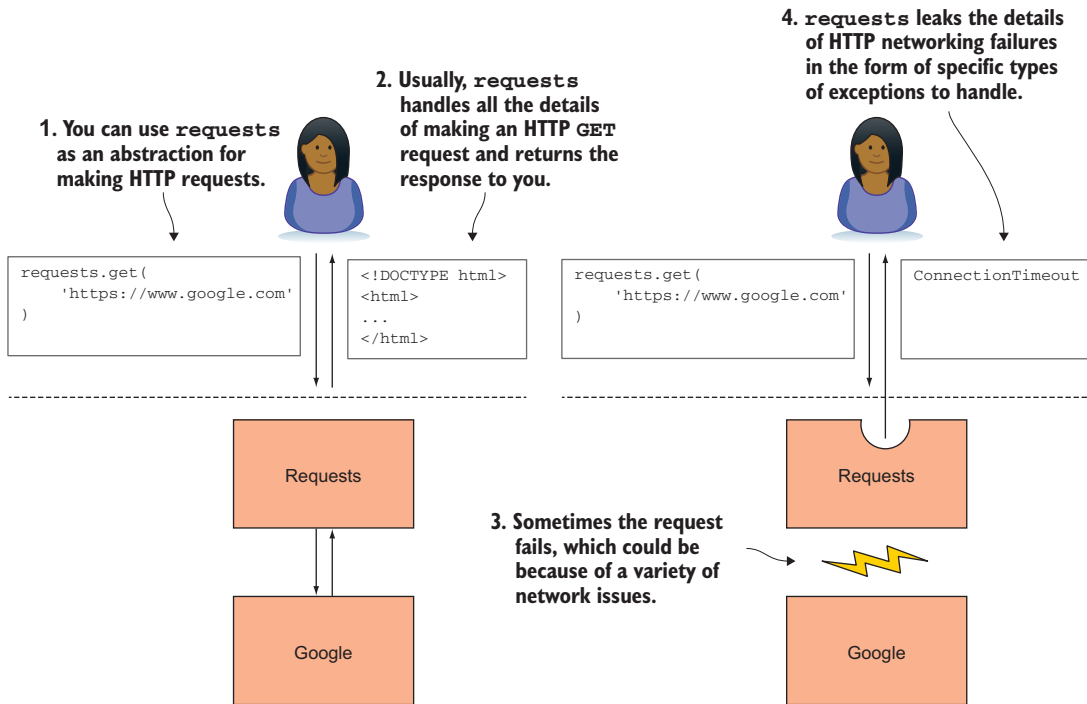 1. You can use requests
as an abstraction for
making HTTP requests.
2. Usually, requests
handles all the details
of making an HTTP GET
request and returns the
response to you.
requests.get(
    'https://www.google.com'
)
<!DOCTYPE html>
<html>
...
</html>
Requests
Google
3. Sometimes the request
fails, which could be
because of a variety of
network issues.
4. requests leaks the details
of HTTP networking failures
in the form of specific types
of exceptions to handle.
requests.get(
    'https://www.google.com'
)
ConnectionTimeout
Requests
Google